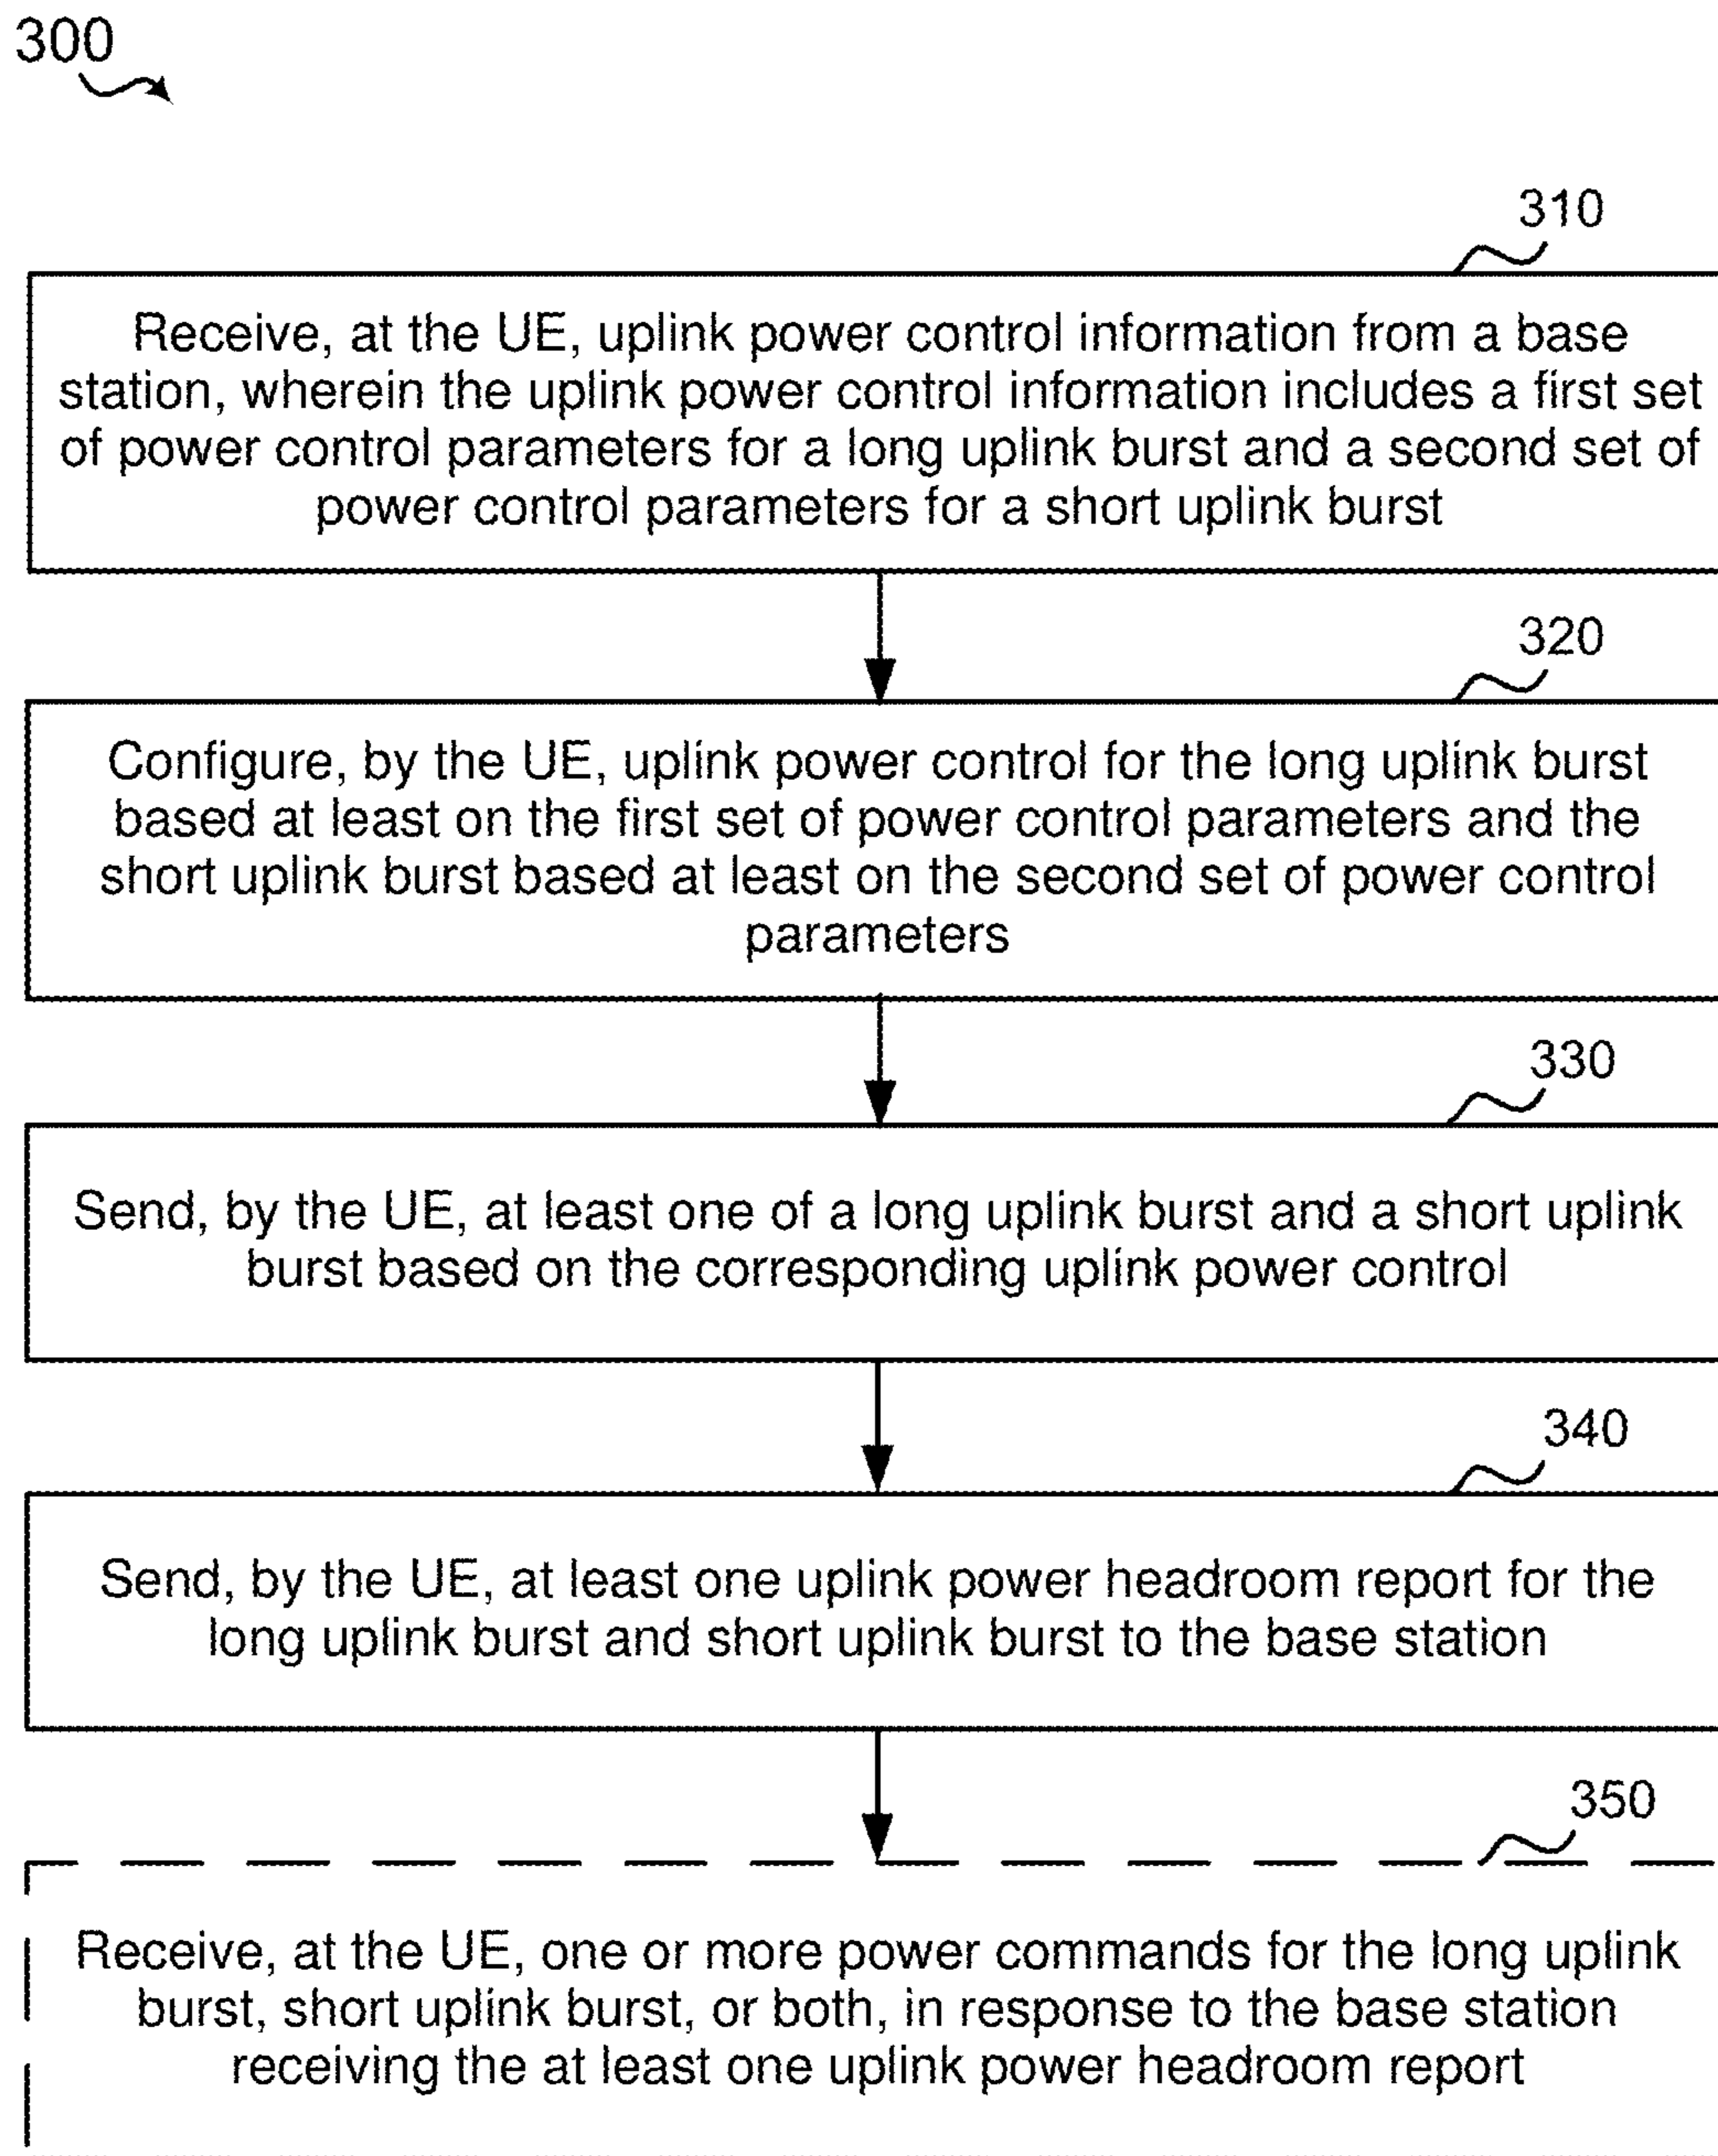 300
310
Receive, at the UE, uplink power control information from a base
station, wherein the uplink power control information includes a first set
of power control parameters for a long uplink burst and a second set of
power control parameters for a short uplink burst
320
Configure, by the UE, uplink power control for the long uplink burst
based at least on the first set of power control parameters and the
short uplink burst based at least on the second set of power control
parameters
330
Send, by the UE, at least one of a long uplink burst and a short uplink
burst based on the corresponding uplink power control
340
Send, by the UE, at least one uplink power headroom report for the
long uplink burst and short uplink burst to the base station
350
Receive, at the UE, one or more power commands for the long uplink
burst, short uplink burst, or both, in response to the base station
receiving the at least one uplink power headroom report